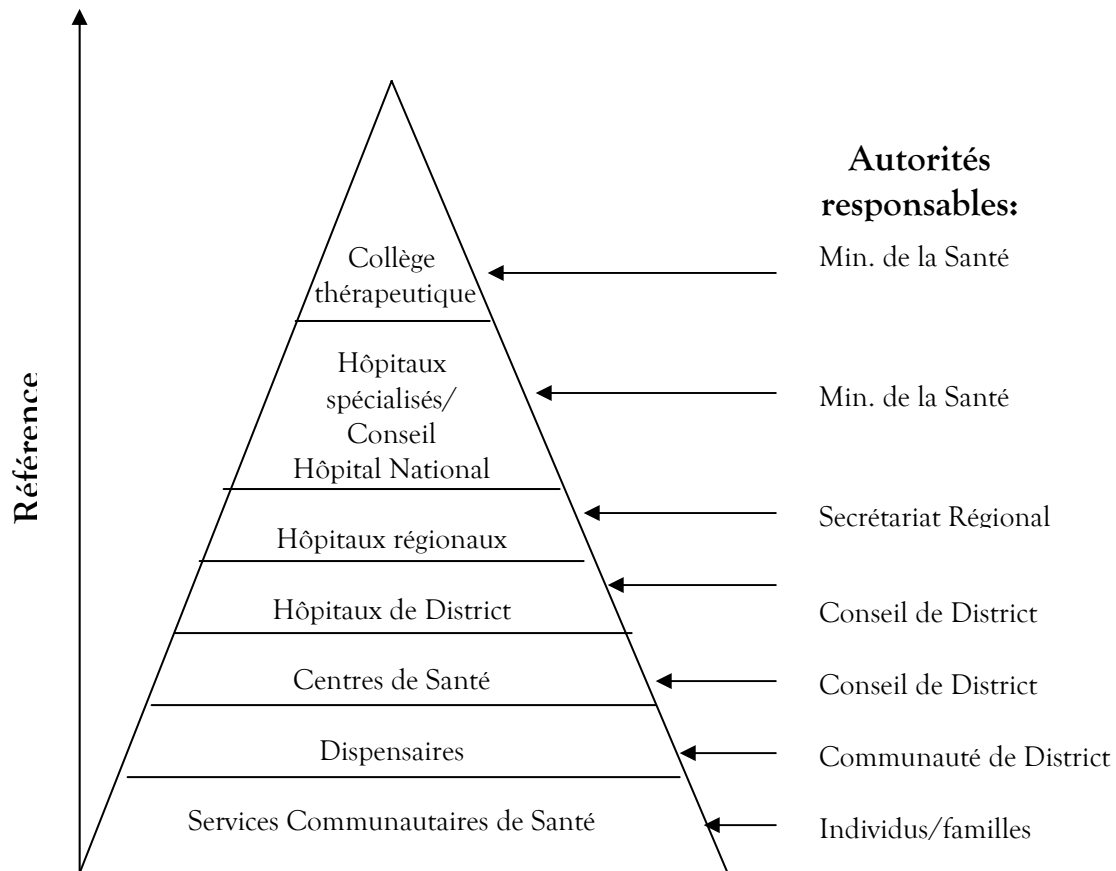 Autorités
responsables:
Collège
thérapeutique
Min. de la Santé
Hôpitaux
spécialisés/
Conseil
Hôpital National
Min. de la Santé
Référence
Hôpitaux régionaux
Secrétariat Régional
Hôpitaux de District
Conseil de District
Centres de Santé
Conseil de District
Dispensaires
Communauté de District
Services Communautaires de Santé
Individus/familles